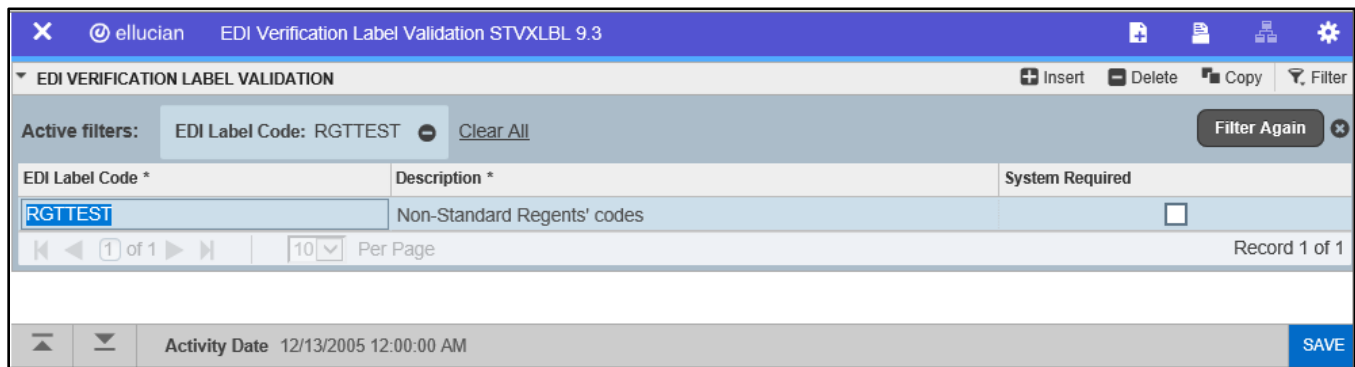 ellucian EDI Verification Label Validation STVXLBL 9.3
EDI VERIFICATION LABEL VALIDATION Insert Delete Copy Filter
Active filters: EDI Label Code: RGTTEST Clear All Filter Again
EDI Label Code * Description * System Required
RGTTEST Non-Standard Regents' codes
1 of 1 10 Per Page Record 1 of 1
Activity Date 12/13/2005 12:00:00 AM SAVE